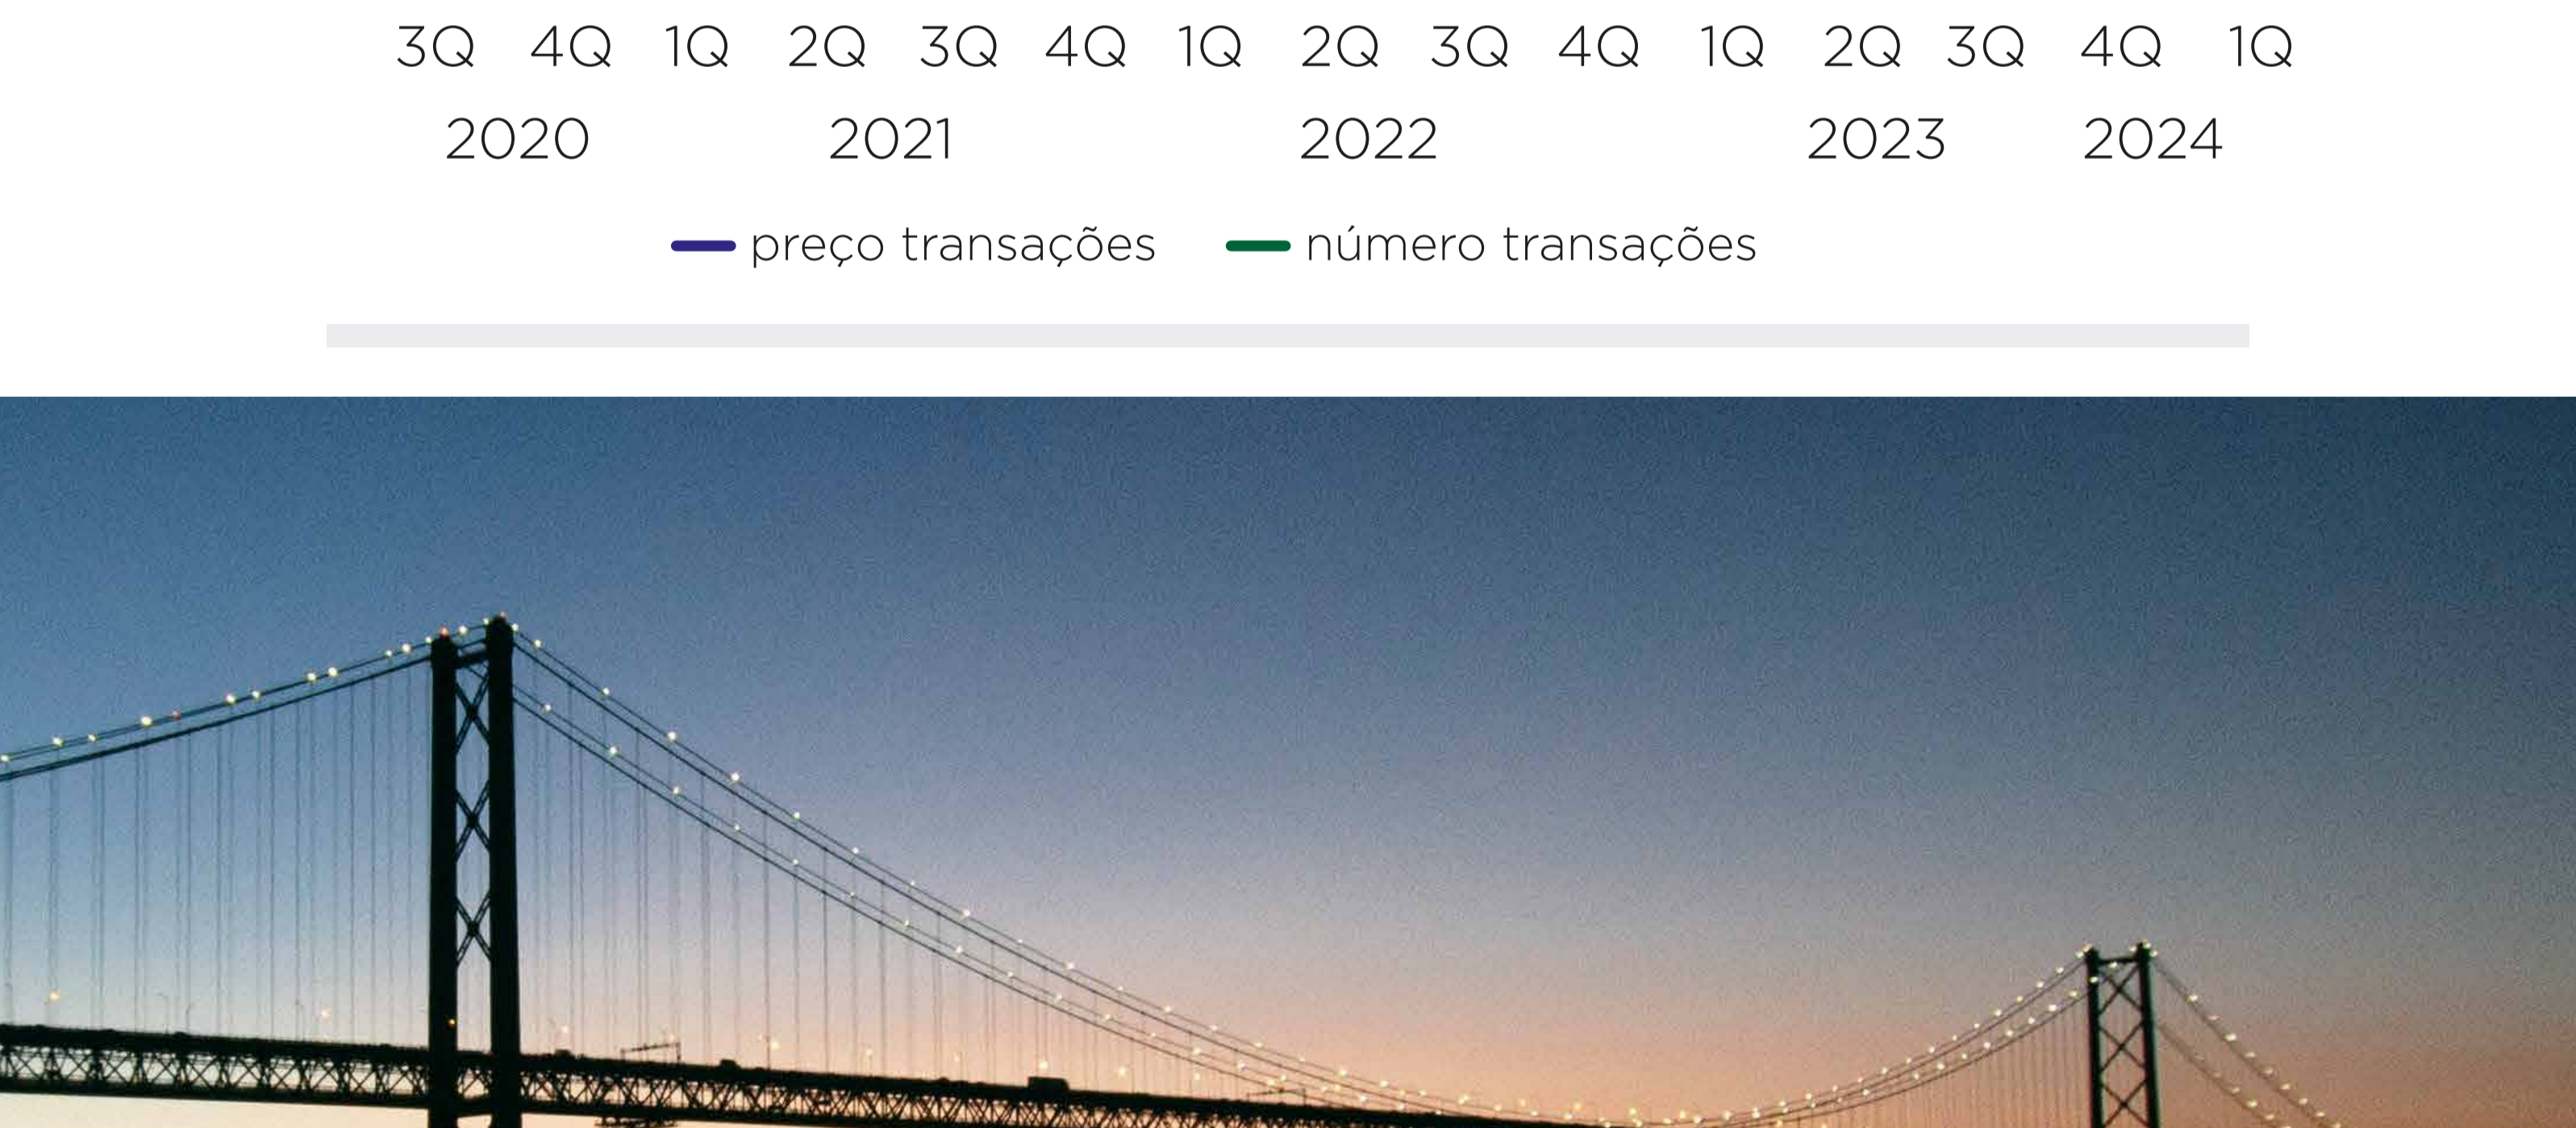 3Q 4Q 1Q 2Q 3Q 4Q 1Q 2Q 3Q 4Q 1Q 2Q 3Q 4Q 1Q
2020 2021 2022 2023 2024
preço transações número transações